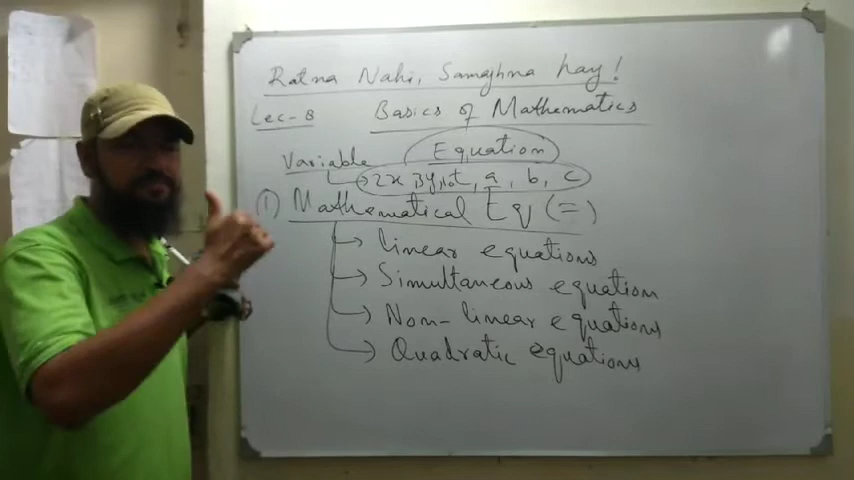 Ratna Nahi, Samajhna hay!
Lec-8 Basics of Mathematics
Equation
Variable
2x 3y, a, b, c
① Mathematical Eq (=)
linear equations
Simultaneous equation
Non-linear equations
Quadratic equations